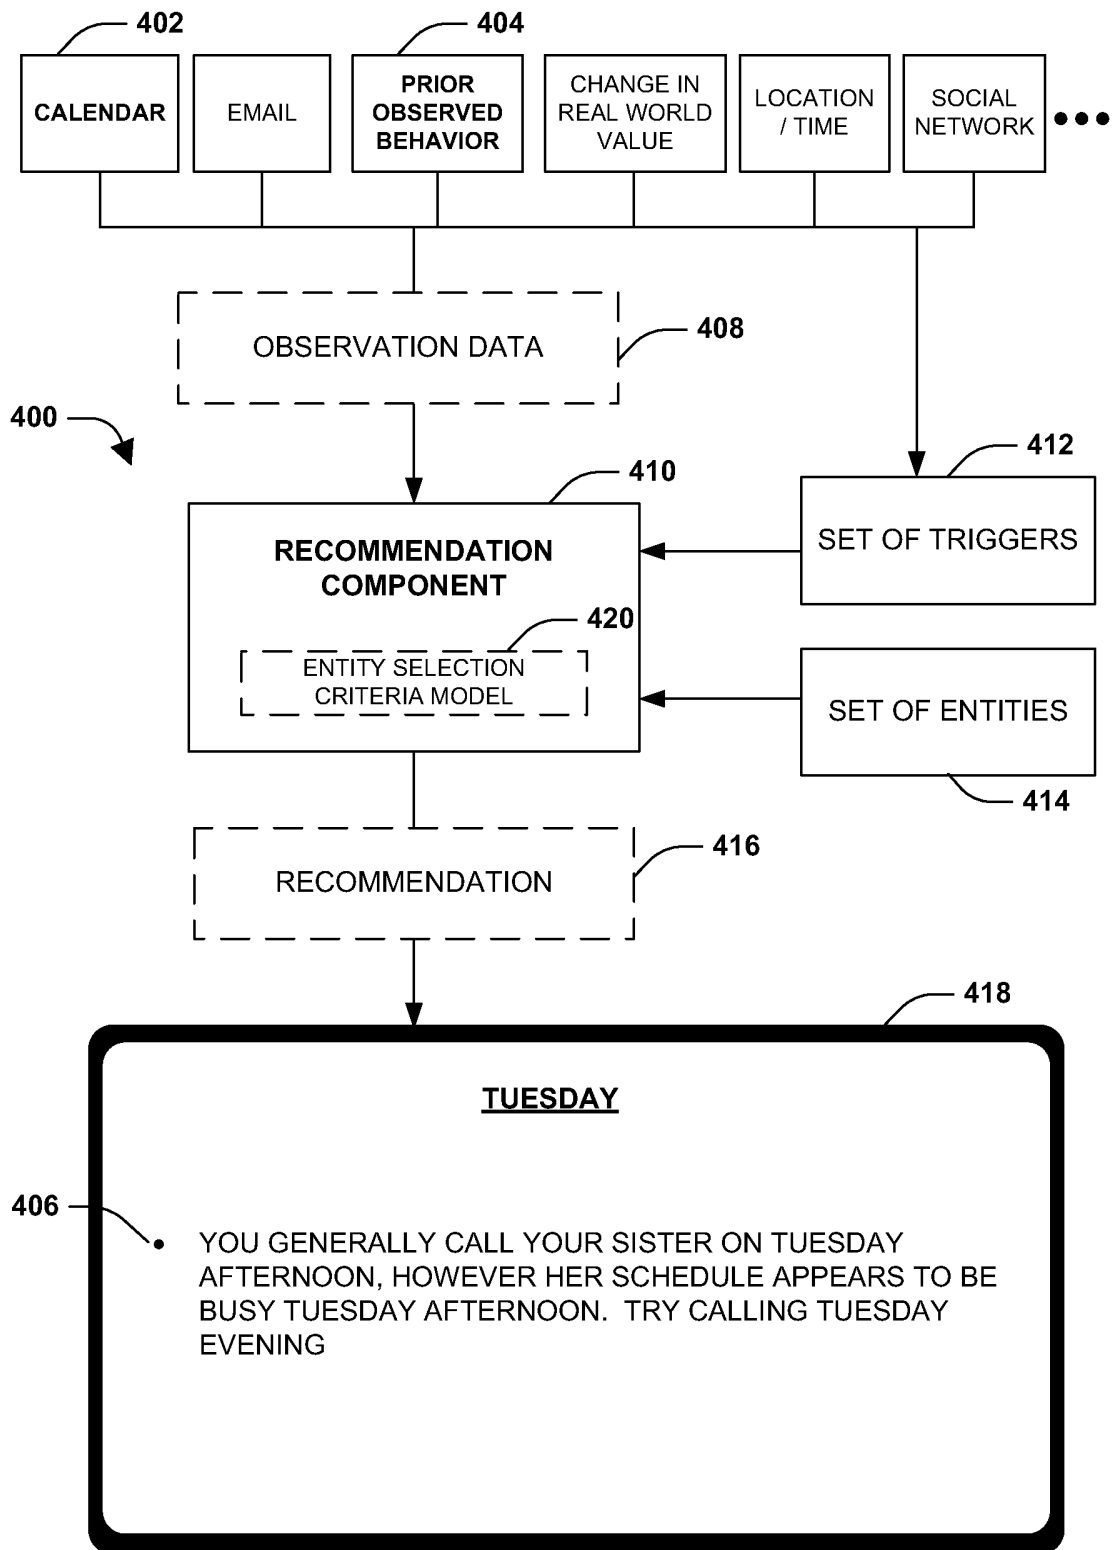 402
404
CALENDAR
EMAIL
PRIOR
OBSERVED
BEHAVIOR
CHANGE IN
REAL WORLD
VALUE
LOCATION
/ TIME
SOCIAL
NETWORK
OBSERVATION DATA
408
400
410
412
RECOMMENDATION
COMPONENT
SET OF TRIGGERS
420
ENTITY SELECTION
CRITERIA MODEL
SET OF ENTITIES
414
416
RECOMMENDATION
418
TUESDAY
406
• YOU GENERALLY CALL YOUR SISTER ON TUESDAY
AFTERNOON, HOWEVER HER SCHEDULE APPEARS TO BE
BUSY TUESDAY AFTERNOON. TRY CALLING TUESDAY
EVENING